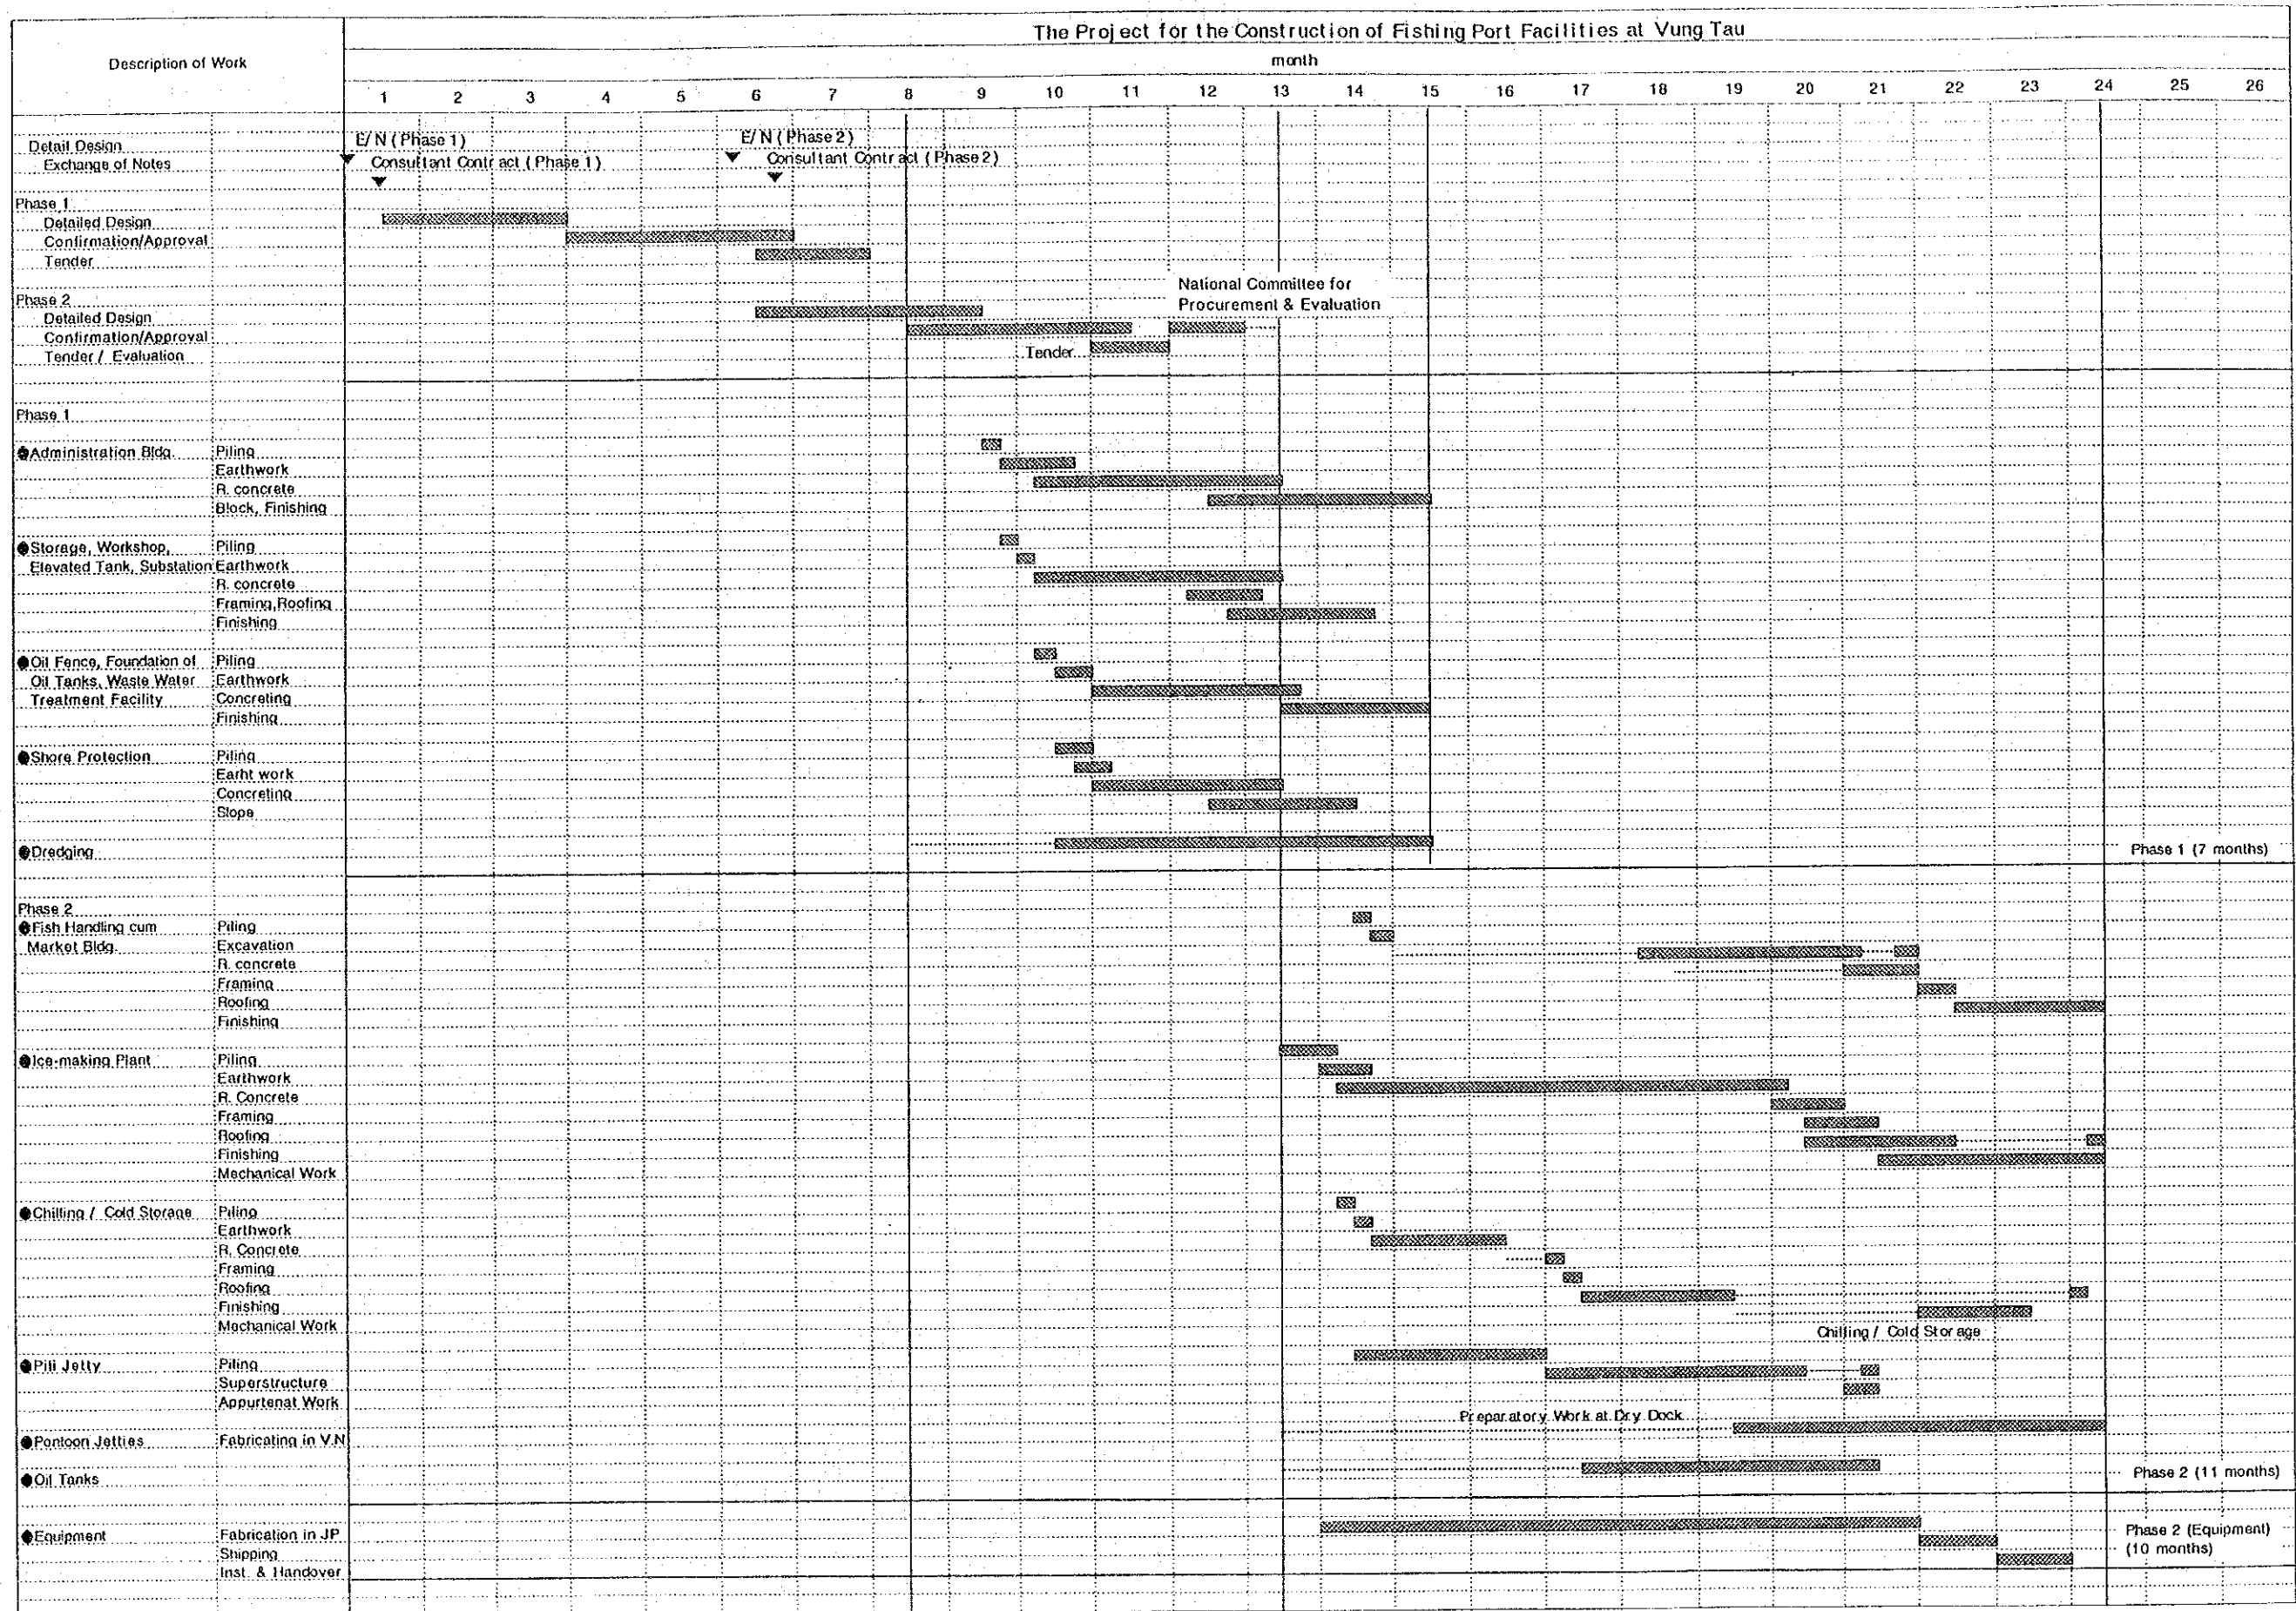 The Project for the Construction of Fishing Port Facilities at Vung Tau
Description of Work
month
1 2 3 4 5 6 7 8 9 10 11 12 13 14 15 16 17 18 19 20 21 22 23 24 25 26
Detail Design
E/N (Phase 1)
E/N (Phase 2)
Exchange of Notes
Consultant Contract (Phase 1)
Consultant Contract (Phase 2)
Phase 1
Detailed Design
Confirmation/Approval
Tender
National Committee for
Procurement & Evaluation
Phase 2
Detailed Design
Confirmation/Approval
Tender / Evaluation
Tender
Phase 1
●Administration Bldg. Piling
Earthwork
R. concrete
Block, Finishing
●Storage, Workshop, Piling
Elevated Tank, Substation Earthwork
R. concrete
Framing, Roofing
Finishing
●Oil Fence, Foundation of Piling
Oil Tanks, Waste Water Earthwork
Treatment Facility Concreting
Finishing
●Shore Protection Piling
Earht work
Concreting
Slope
●Dredging
Phase 1 (7 months)
Phase 2
●Fish Handling cum Piling
Market Bldg. Excavation
R. concrete
Framing
Roofing
Finishing
●Ice-making Plant Piling
Earthwork
R. Concrete
Framing
Roofing
Finishing
Mechanical Work
●Chilling / Cold Storage Piling
Earthwork
R. Concrete
Framing
Roofing
Finishing
Mechanical Work
Chilling / Cold Storage
●Pili Jetty Piling
Superstructure
Appurtenat Work
Preparatory Work at Dry Dock
●Pontoon Jetties Fabricating in V.N
●Oil Tanks
Phase 2 (11 months)
●Equipment Fabrication in JP
Shipping
Inst. & Handover
Phase 2 (Equipment)
(10 months)